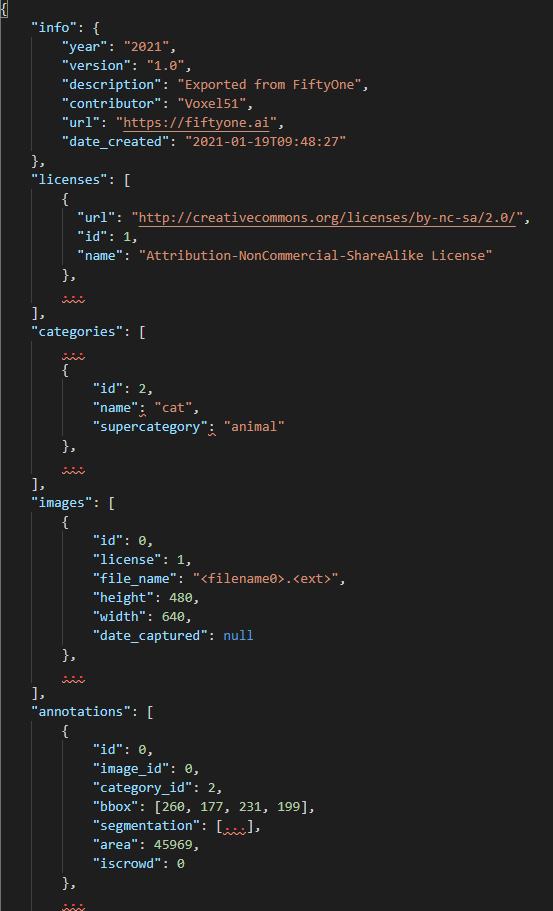 {
"info": {
"year": "2021",
"version": "1.0",
"description": "Exported from FiftyOne",
"contributor": "Voxel51",
"url": "https://fiftyone.ai",
"date_created": "2021-01-19T09:48:27"
},
"licenses": [
{
"url": "http://creativecommons.org/licenses/by-nc-sa/2.0/",
"id": 1,
"name": "Attribution-NonCommercial-ShareAlike License"
},
...
],
"categories": [
...
{
"id": 2,
"name": "cat",
"supercategory": "animal"
},
...
],
"images": [
{
"id": 0,
"license": 1,
"file_name": "<filename0>.<ext>",
"height": 480,
"width": 640,
"date_captured": null
},
...
],
"annotations": [
{
"id": 0,
"image_id": 0,
"category_id": 2,
"bbox": [260, 177, 231, 199],
"segmentation": [...],
"area": 45969,
"iscrowd": 0
},
...